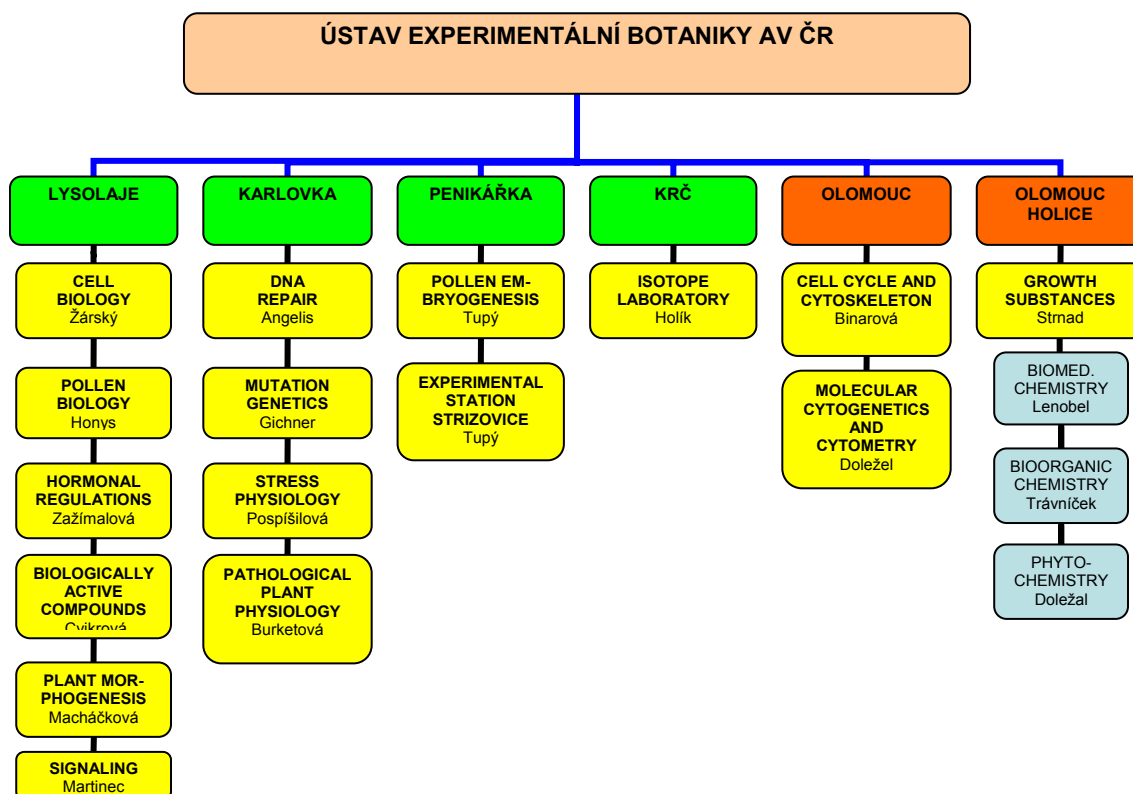 ÚSTAV EXPERIMENTÁLNÍ BOTANIKY AV ČR
LYSOLAJE
CELL
BIOLOGY
Žárský
POLLEN
BIOLOGY
Honys
HORMONAL
REGULATIONS
Zažímalová
BIOLOGICALLY
ACTIVE
COMPOUNDS
Cvikrová
PLANT MOR-
PHOGENESIS
Macháčková
SIGNALING
Martinec
KARLOVKA
DNA
REPAIR
Angelis
MUTATION
GENETICS
Gichner
STRESS
PHYSIOLOGY
Pospíšilová
PATHOLOGICAL
PLANT
PHYSIOLOGY
Burketová
PENIKÁŘKA
POLLEN EM-
BRYOGENESIS
Tupý
EXPERIMENTAL
STATION
STRIZOVICE
Tupý
KRČ
ISOTOPE
LABORATORY
Holík
OLOMOUC
CELL CYCLE AND
CYTOSKELETON
Binarová
MOLECULAR
CYTOGENETICS
AND
CYTOMETRY
Doležel
OLOMOUC
HOLICE
GROWTH
SUBSTANCES
Strnad
BIOMED.
CHEMISTRY
Lenobel
BIOORGANIC
CHEMISTRY
Trávníček
PHYTO-
CHEMISTRY
Doležal